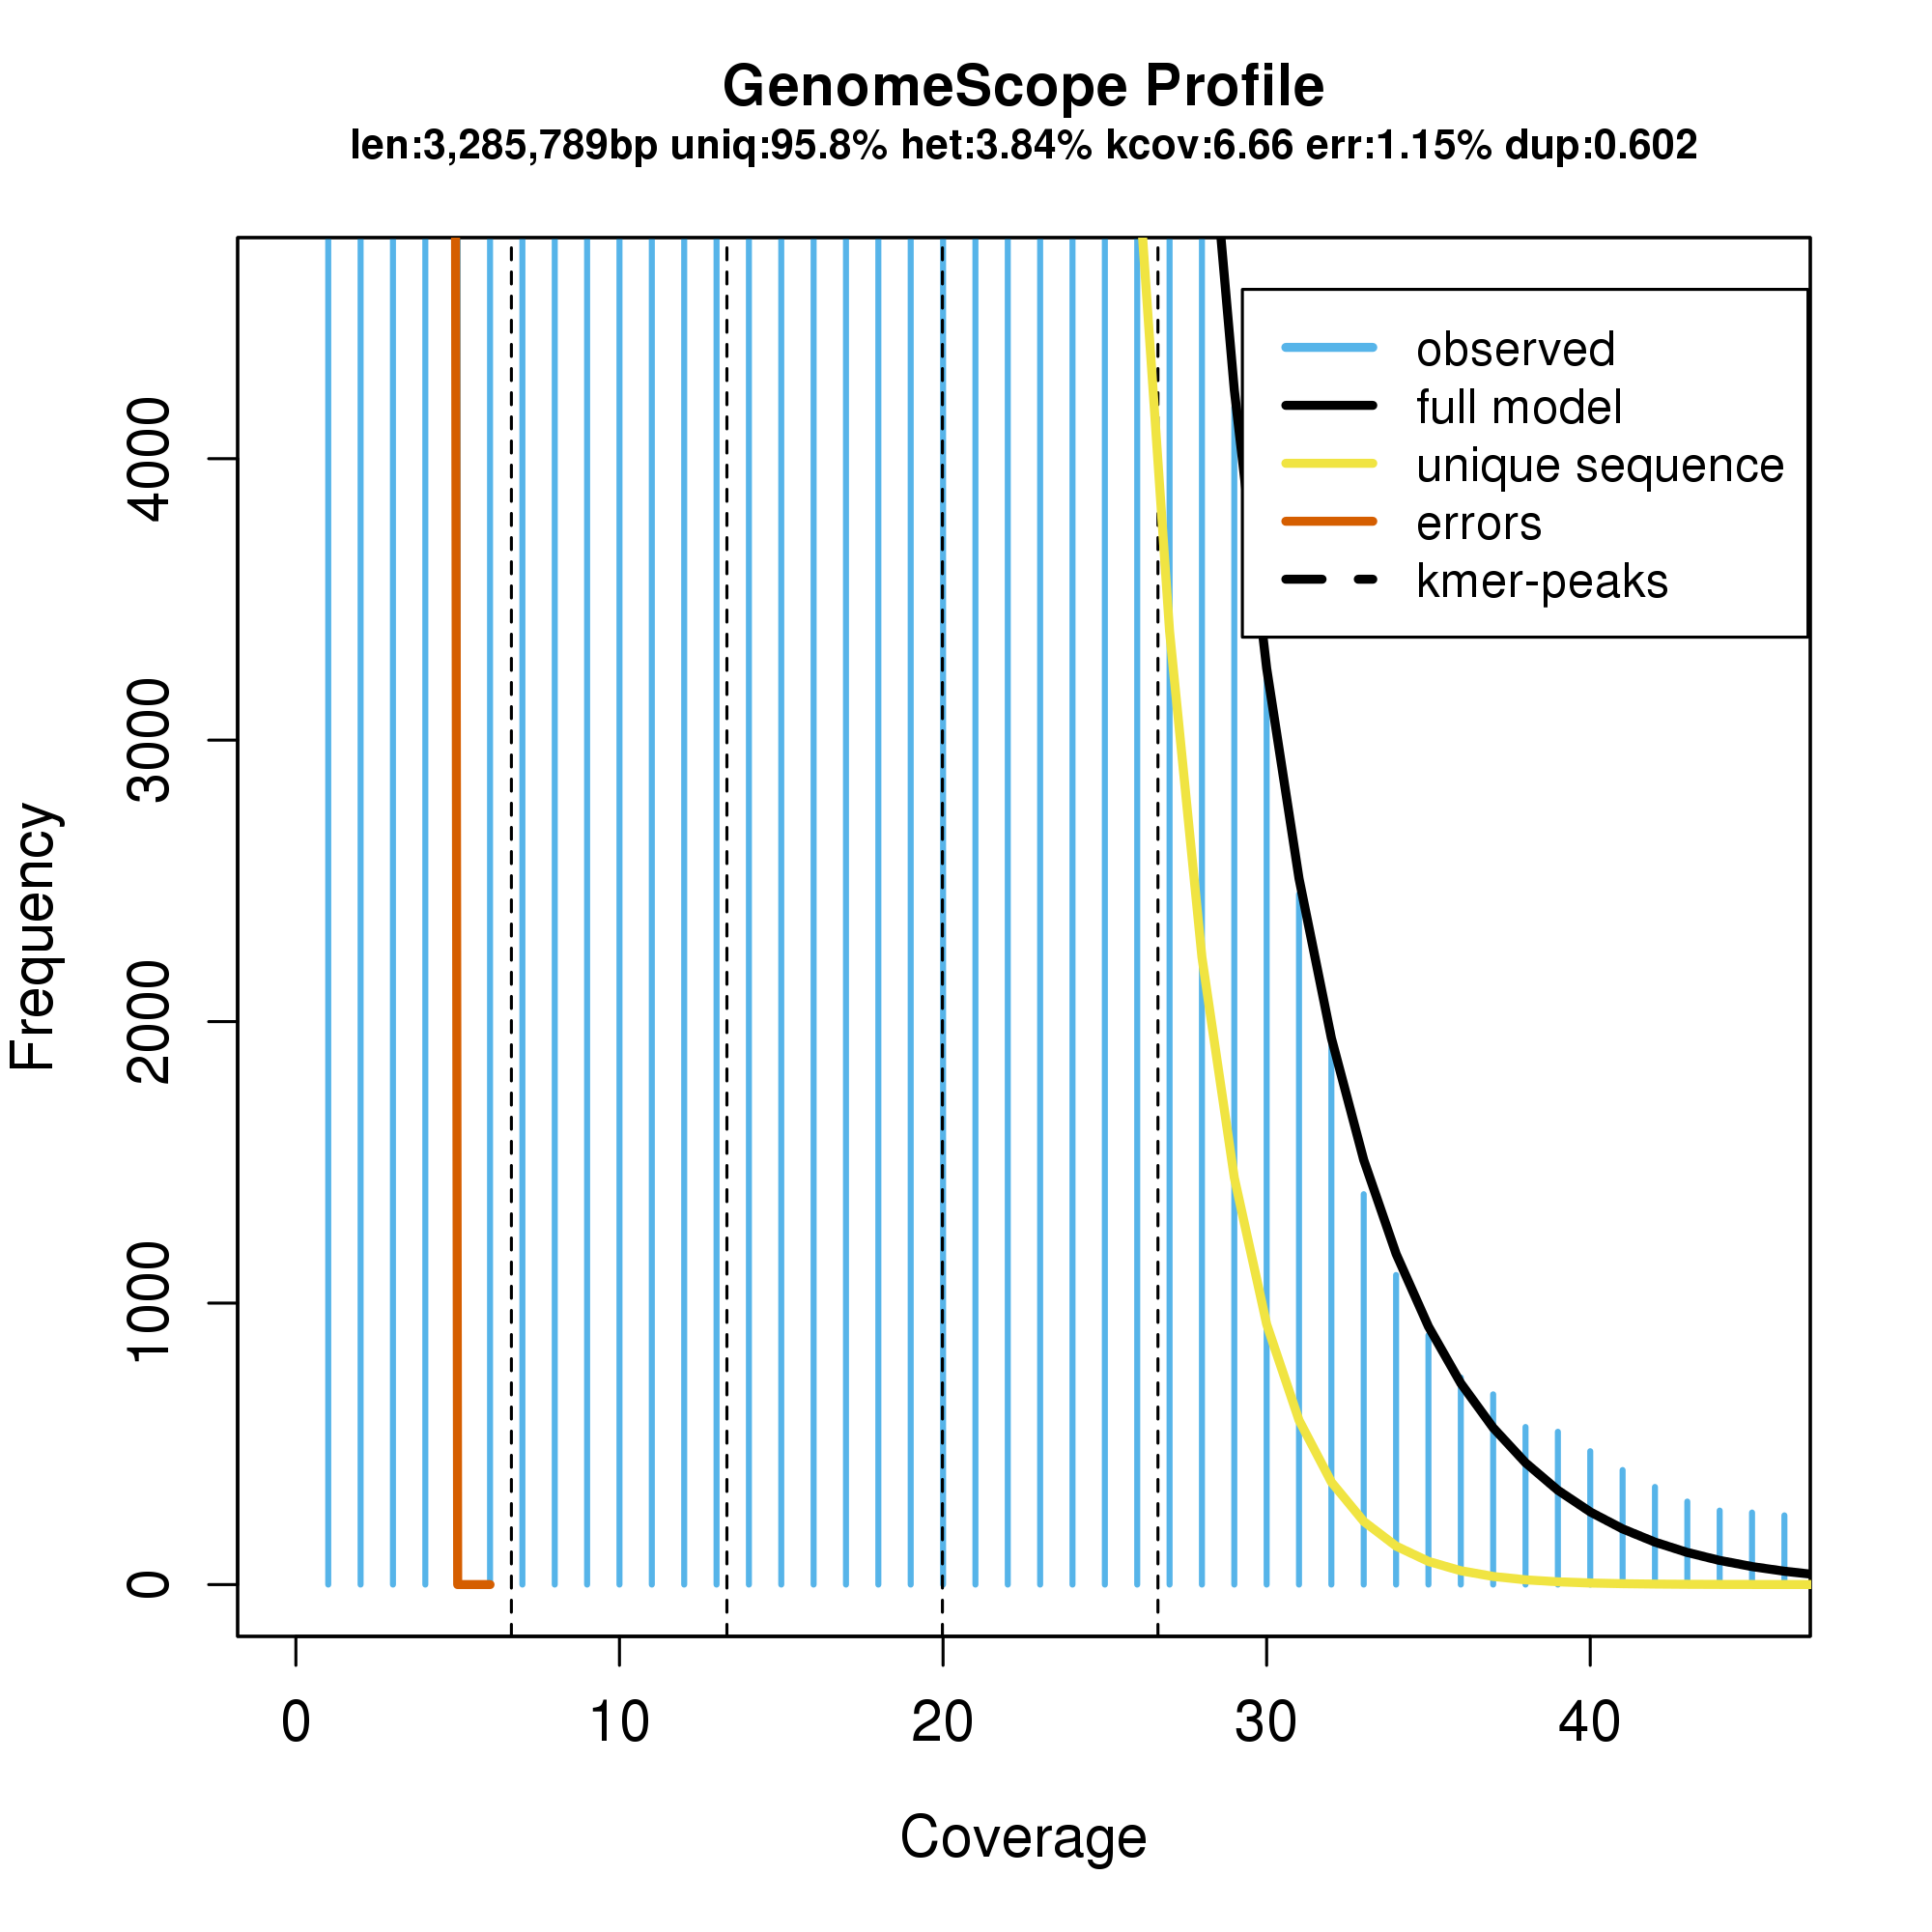 GenomeScope Profile
len:3,285,789bp uniq:95.8% het:3.84% kcov:6.66 err:1.15% dup:0.602
observed
full model
unique sequence
errors
kmer-peaks
Frequency
4000
3000
2000
1000
0
0 10 20 30 40
Coverage